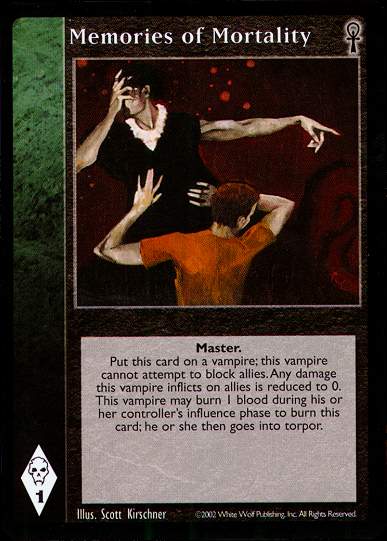 Memories of Mortality
Master.
Put this card on a vampire; this vampire
cannot attempt to block allies. Any damage
this vampire inflicts on allies is reduced to 0.
This vampire may burn 1 blood during his or
her controller's influence phase to burn this
card; he or she then goes into torpor.
1
Illus. Scott Kirschner
©2002 White Wolf Publishing, Inc. All Rights Reserved.